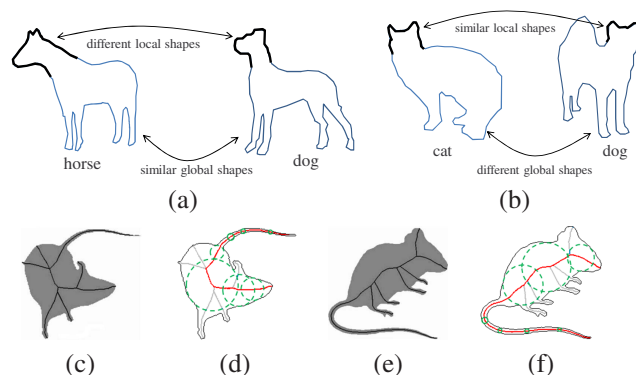 different local shapes
similar local shapes
horse
similar global shapes
dog
cat
different global shapes
dog
(a)
(b)
(c)
(d)
(e)
(f)